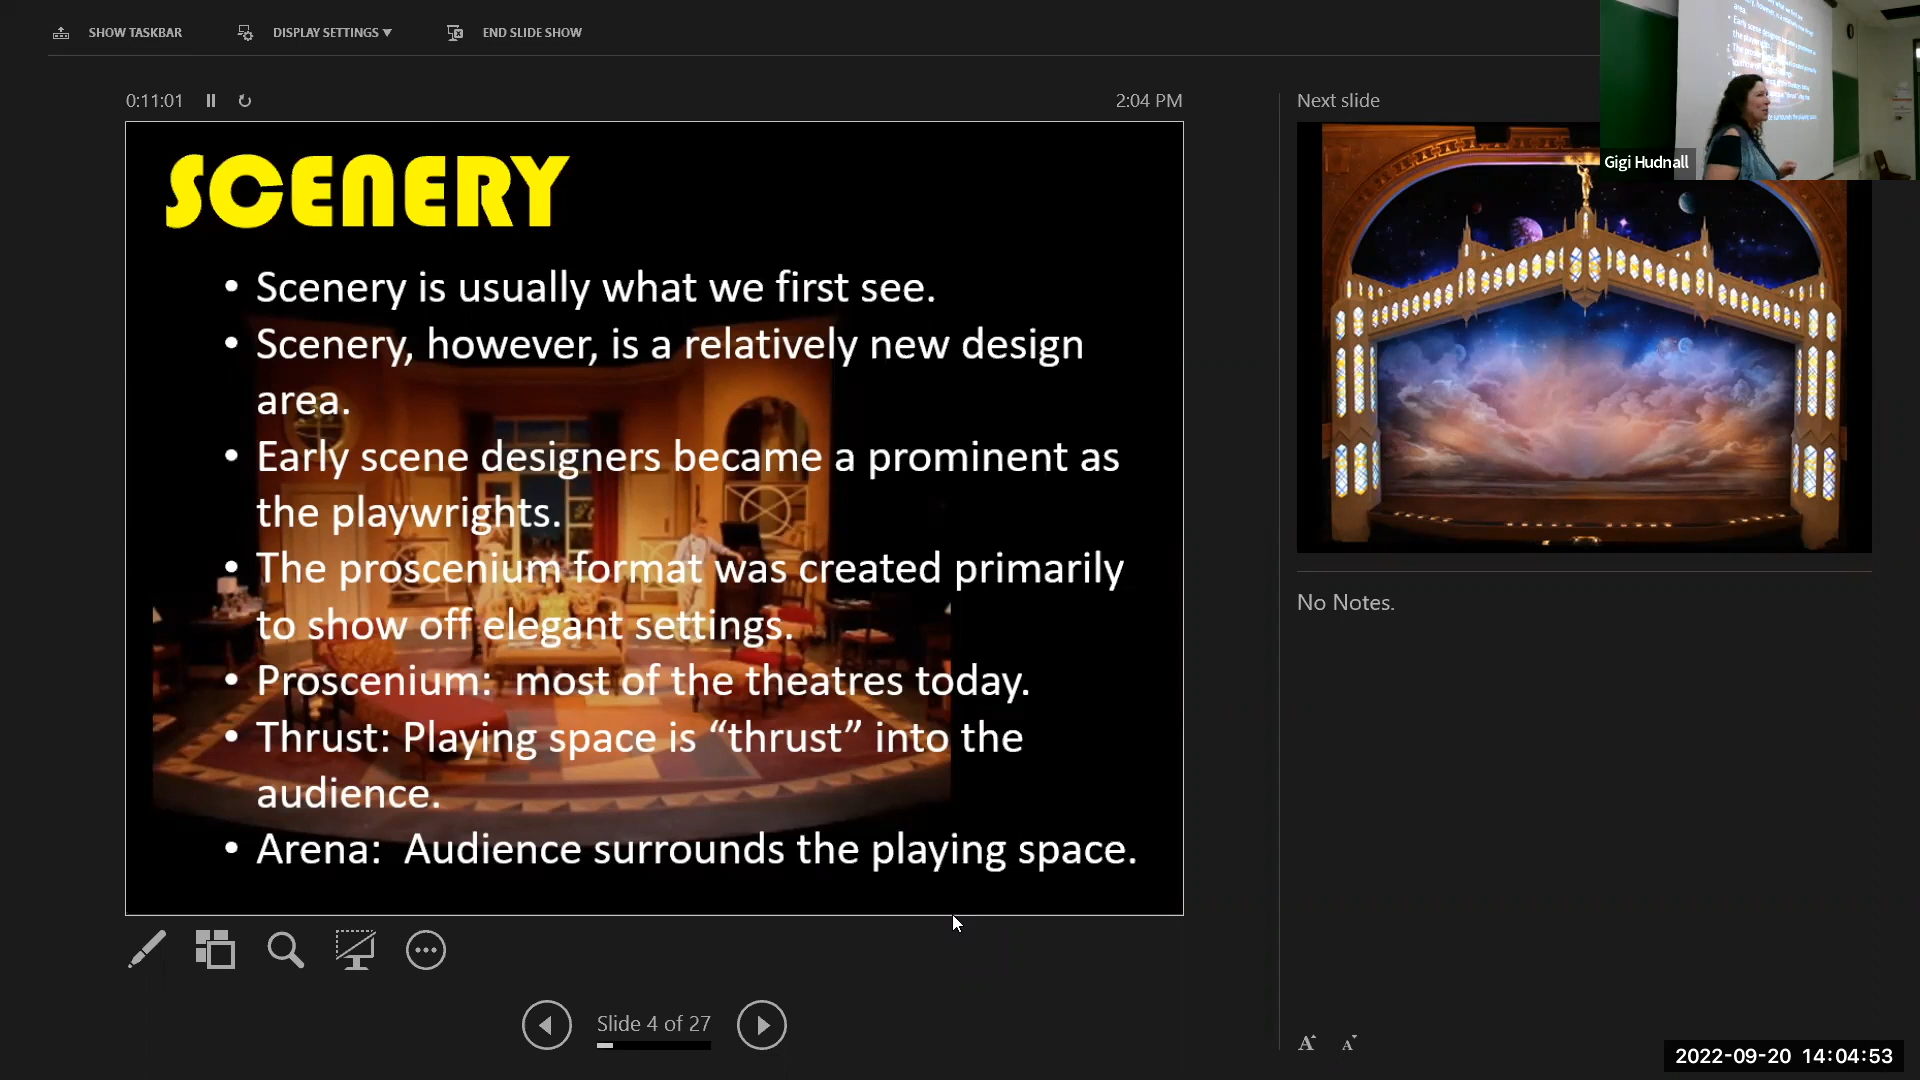 SHOW TASKBAR
DISPLAY SETTINGS ▼
END SLIDE SHOW
0:11:01
2:04 PM
Next slide
SCENERY
• Scenery is usually what we first see.
• Scenery, however, is a relatively new design
area.
• Early scene designers became a prominent as
the playwrights.
• The proscenium format was created primarily
to show off elegant settings.
• Proscenium:  most of the theatres today.
• Thrust: Playing space is “thrust” into the
audience.
• Arena:  Audience surrounds the playing space.
Gigi Hudnall
No Notes.
Slide 4 of 27
A A
2022-09-20 14:04:53